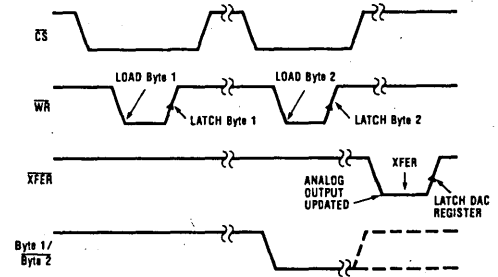 CS
LOAD Byte 1
LOAD Byte 2
WR
LATCH Byte 1
LATCH Byte 2
XFER
XFER
ANALOG
OUTPUT
UPDATED
LATCH DAC
REGISTER
Byte 1/
Byte 2